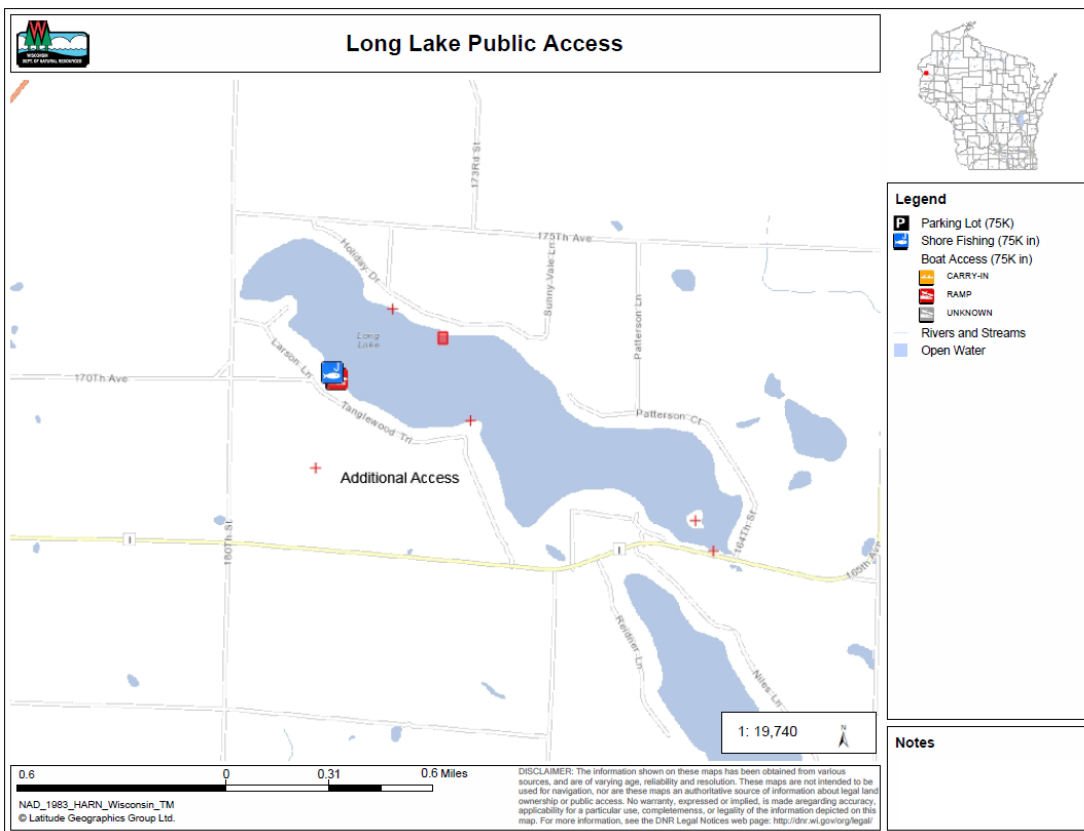 WISCONSIN
DEPT. OF NATURAL RESOURCES
Long Lake Public Access
173Rd St
175Th Ave
Holiday Dr
Sunny Vale Ln
Patterson Ln
Long
Lake
Larson Ln
170Th Ave
Tanglewood Trl
Patterson Ct
Additional Access
180Th St
164Th St
I
I
165th Ave
Reidner Ln
Niles Ln
1: 19,740
N
Legend
P Parking Lot (75K)
Shore Fishing (75K in)
Boat Access (75K in)
CARRY-IN
RAMP
UNKNOWN
Rivers and Streams
Open Water
Notes
0.6 0 0.31 0.6 Miles
NAD_1983_HARN_Wisconsin_TM
© Latitude Geographics Group Ltd.
DISCLAIMER: The information shown on these maps has been obtained from various
sources, and are of varying age, reliability and resolution. These maps are not intended to be
used for navigation, nor are these maps an authoritative source of information about legal land
ownership or public access. No warranty, expressed or implied, is made aregarding accuracy,
applicability for a particular use, completemenss, or legality of the information depicted on this
map. For more information, see the DNR Legal Notices web page: http://dnr.wi.gov/org/legal/